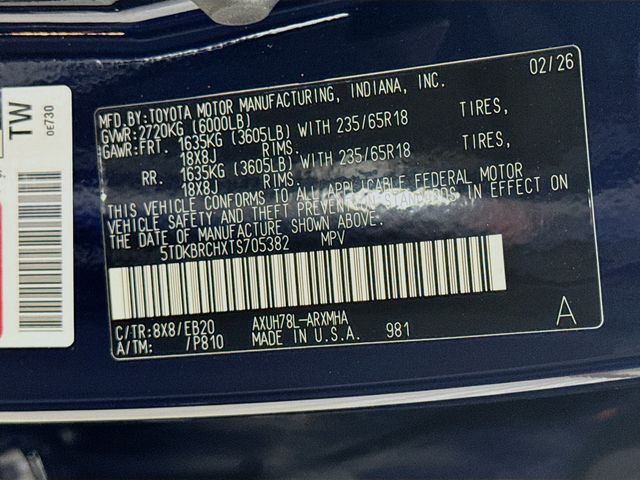 TW
0E730
s.
02/26
MFD.BY:TOYOTA MOTOR MANUFACTURING, INDIANA, INC.
GVWR:2720KG (6000LB)
GAWR:FRT. 1635KG (3605LB) WITH 235/65R18 TIRES,
18X8J RIMS.
RR. 1635KG (3605LB) WITH 235/65R18 TIRES,
18X8J RIMS.
THIS VEHICLE CONFORMS TO ALL APPLICABLE FEDERAL MOTOR
VEHICLE SAFETY AND THEFT PREVENTION STANDARDS IN EFFECT ON
THE DATE OF MANUFACTURE SHOWN ABOVE.
5TDKBRCHXTS705382 MPV
C/TR:8X8/EB20 AXUH78L-ARXMHA
A/TM: /P810 MADE IN U.S.A. 981
A